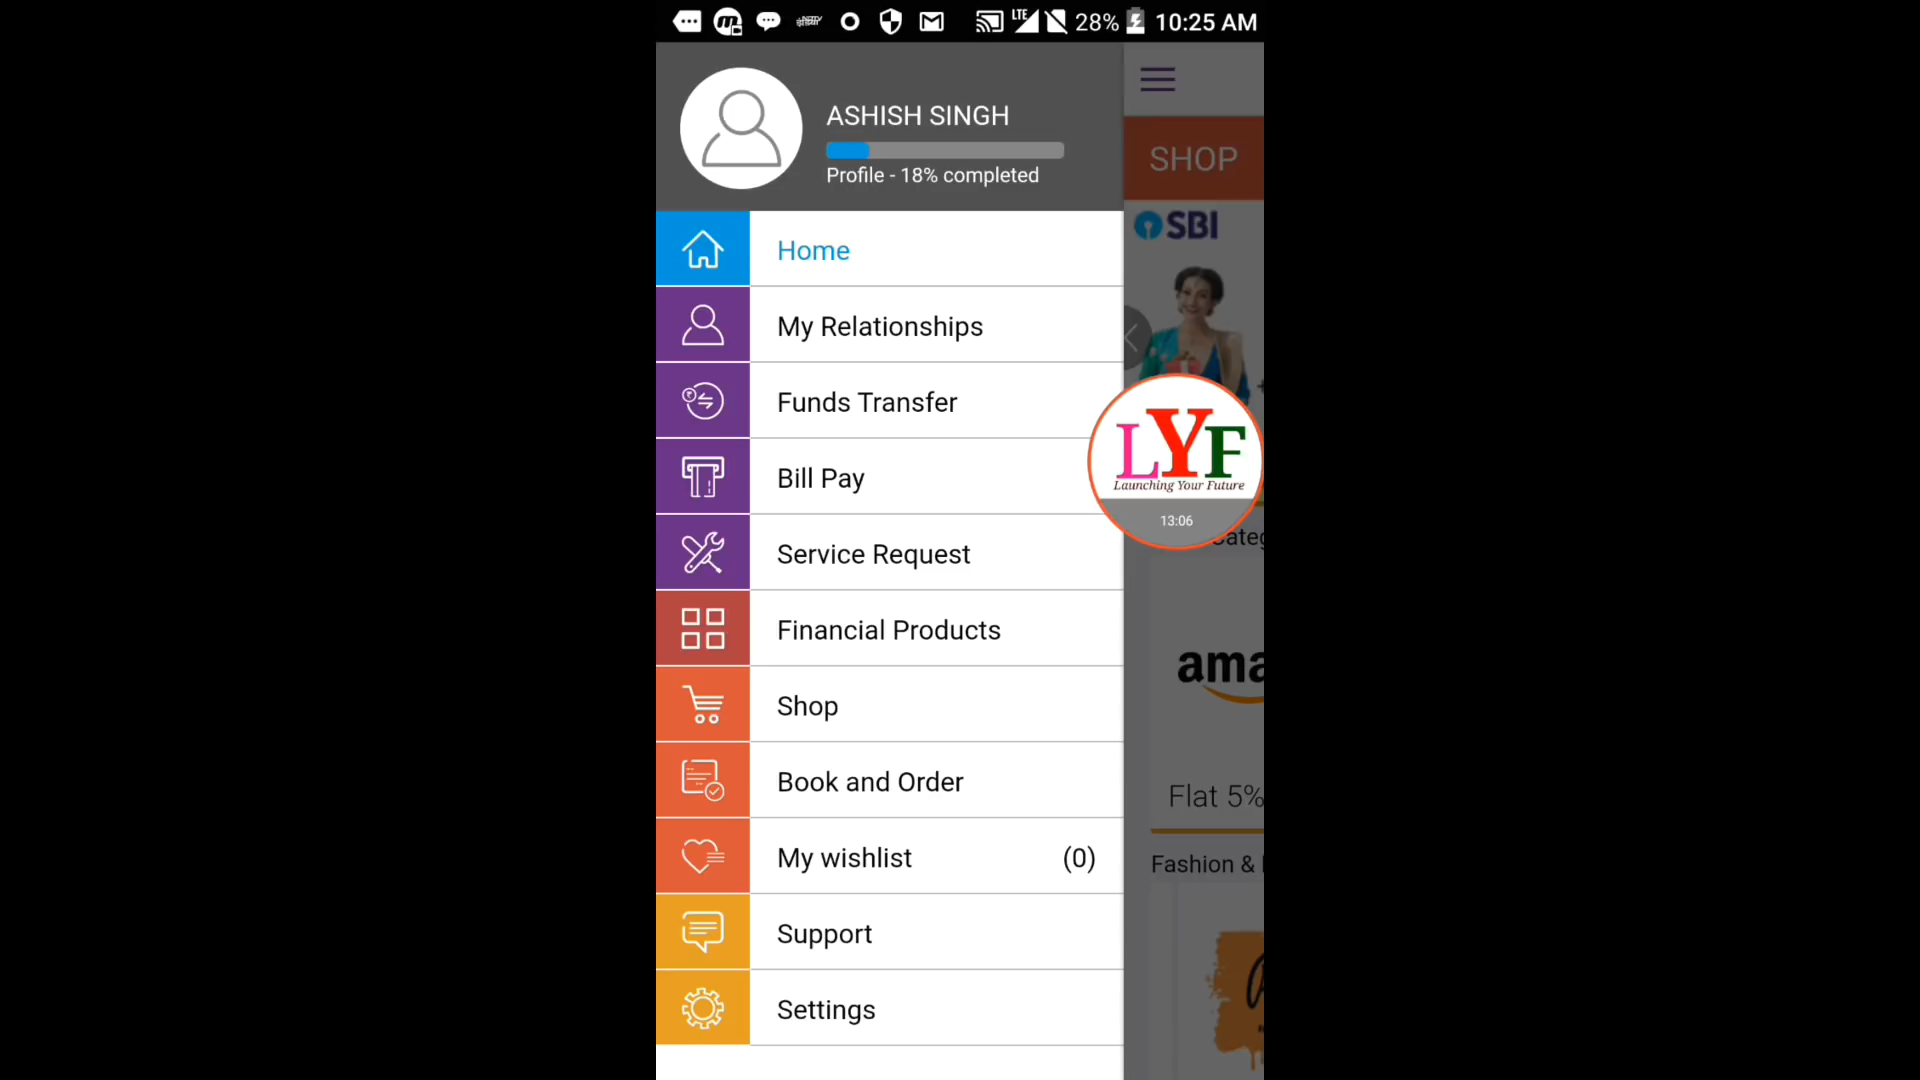 28% 10:25 AM
LTE
ASHISH SINGH
Profile - 18% completed
Home
My Relationships
Funds Transfer
Bill Pay
Service Request
Financial Products
Shop
Book and Order
My wishlist (0)
Support
Settings
SHOP
SBI
LYF
Launching Your Future
13:06
Categ
ama
Flat 5%
Fashion &